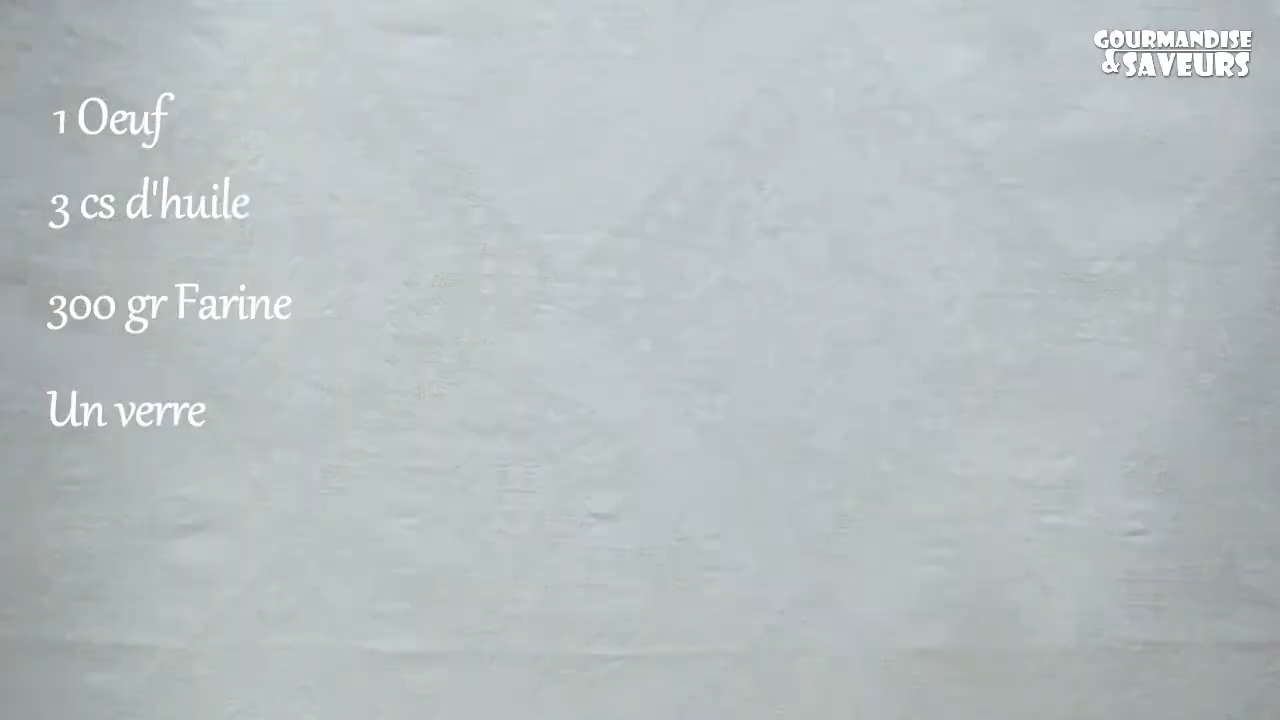 GOURMANDISE
& SAVEURS
1 Oeuf
3 cs d'huile
300 gr Farine
Un verre